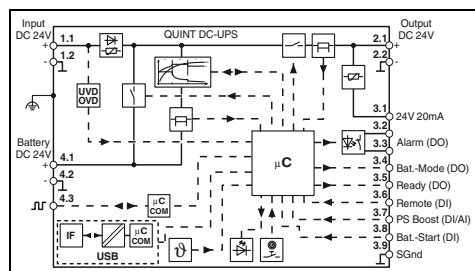 Input
DC 24V
QUINT DC-UPS
Output
DC 24V
1.1
+
-
1.2
2.1
+
-
2.2
UVD
OVD
3.1
24V 20mA
3.2
3.3
Alarm (DO)
Battery
DC 24V
4.1
+
-
4.2
4.3
μC
3.4
Bat.-Mode (DO)
3.5
Ready (DO)
3.6
Remote (DI)
3.7
PS Boost (DI/AI)
3.8
Bat.-Start (DI)
3.9
SGnd
μC
COM
IF
μC
COM
USB
ϑ